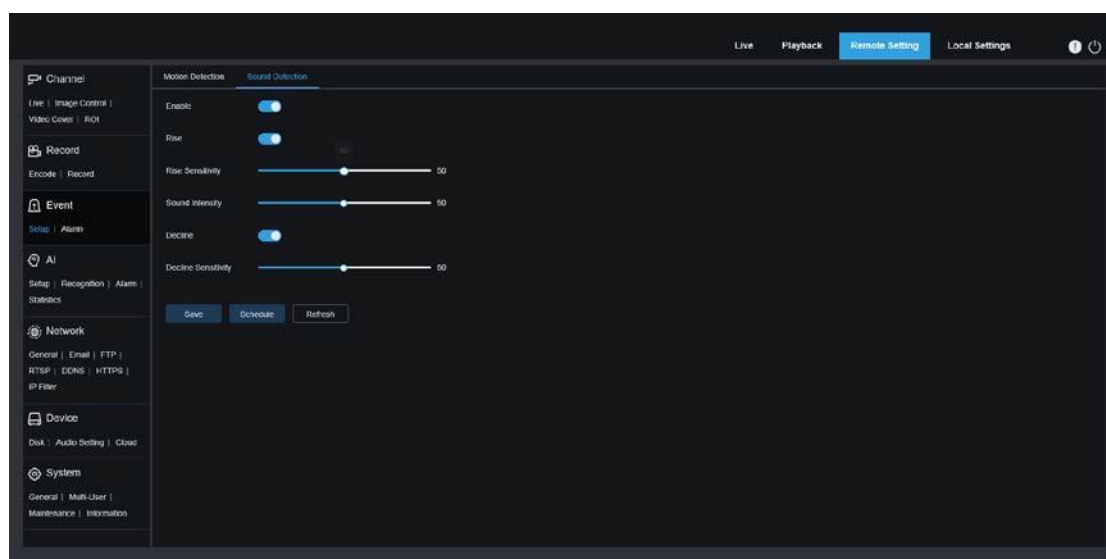 Live Playback Remote Setting Local Settings
Channel
Live | Image Control |
Video Cover | ROI
Record
Encode | Record
Event
Setup | Alarm
AI
Setup | Recognition | Alarm |
Statistics
Network
General | Email | FTP |
RTSP | DDNS | HTTPS |
IP Filter
Device
Disk | Audio Setting | Cloud
System
General | Multi-User |
Maintenance | Information
Motion Detection Sound Detection
Enable
Rise
Rise Sensitivity 50
Sound Intensity 50
Decline
Decline Sensitivity 50
Save Schedule Refresh